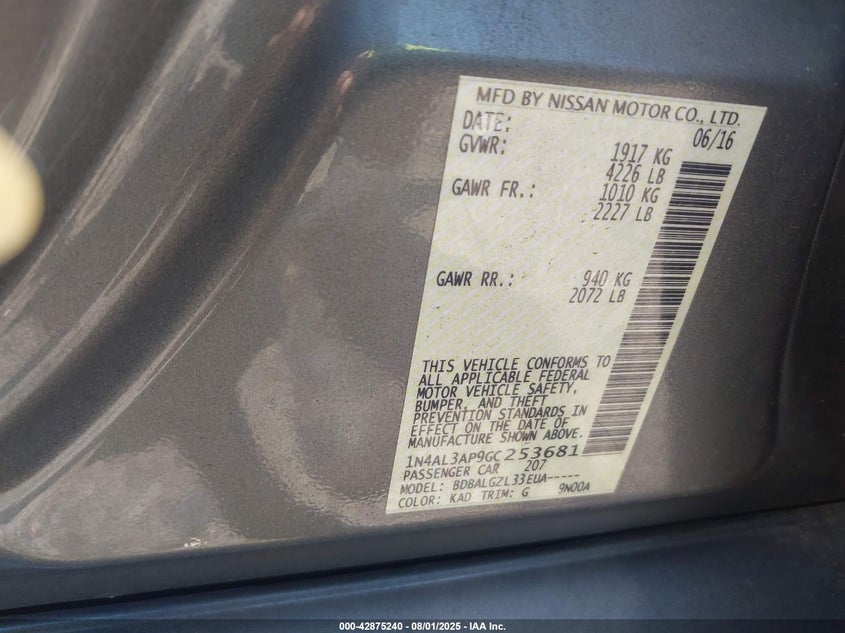 MFD BY NISSAN MOTOR CO., LTD.
DATE: 06/16
GVWR: 1917 KG
4226 LB
GAWR FR.: 1010 KG
2227 LB
GAWR RR.: 940 KG
2072 LB
THIS VEHICLE CONFORMS TO
ALL APPLICABLE FEDERAL
MOTOR VEHICLE SAFETY,
BUMPER, AND THEFT
PREVENTION STANDARDS IN
EFFECT ON THE DATE OF
MANUFACTURE SHOWN ABOVE.
1N4AL3AP9GC253681
PASSENGER CAR 207
MODEL: BDBALGZL33EUA-----
COLOR: KAD TRIM: G 9N00A
000-42875240 - 08/01/2025 - IAA Inc.